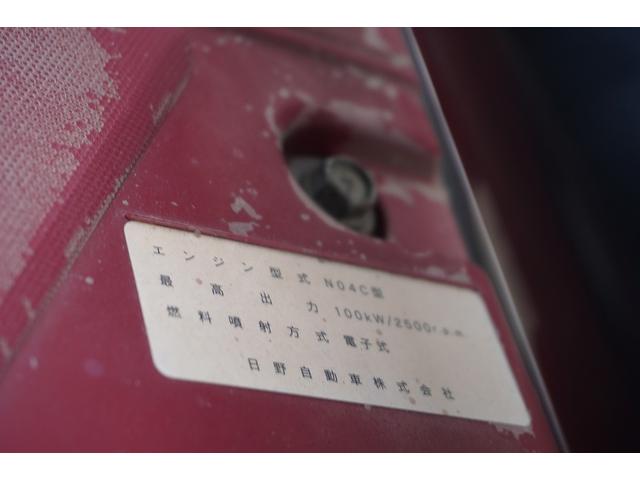 エンジン型式 N04C型
最高出力 100kW/2500r.p.m
燃料噴射方式 電子式
日野自動車株式会社